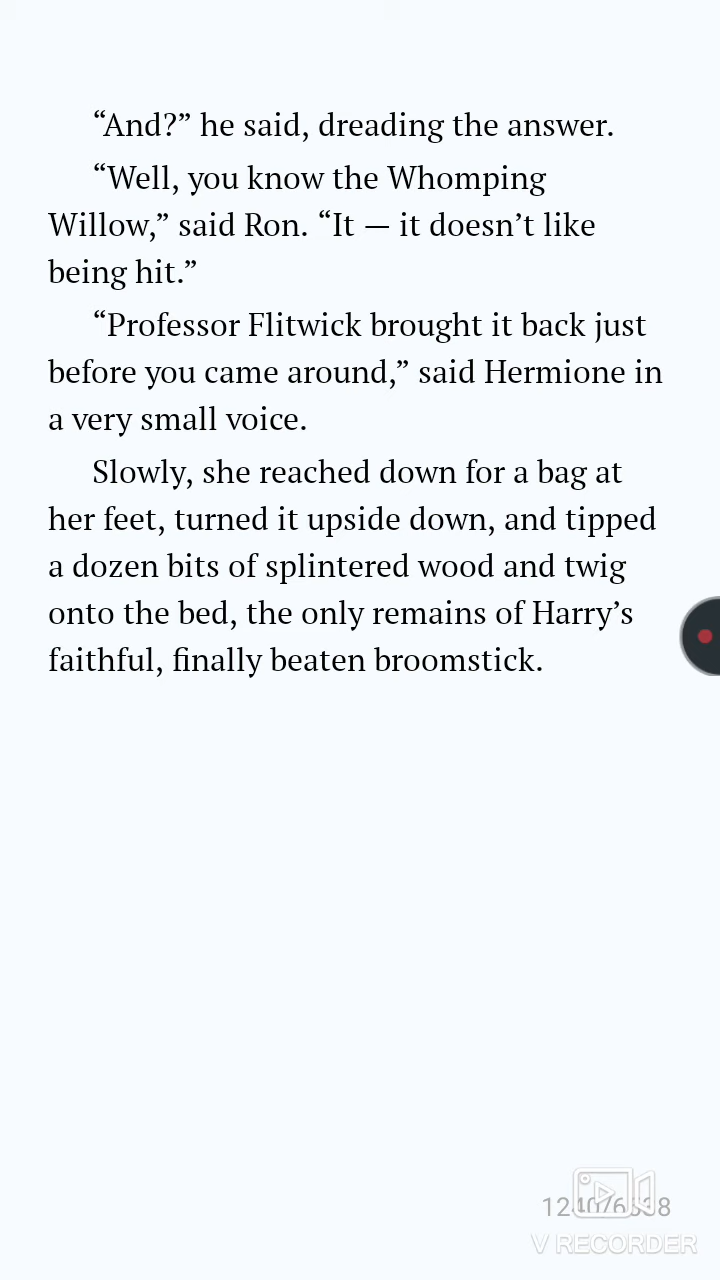 “And?” he said, dreading the answer.
“Well, you know the Whomping
Willow,” said Ron. “It — it doesn’t like
being hit.”
“Professor Flitwick brought it back just
before you came around,” said Hermione in
a very small voice.
Slowly, she reached down for a bag at
her feet, turned it upside down, and tipped
a dozen bits of splintered wood and twig
onto the bed, the only remains of Harry’s
faithful, finally beaten broomstick.
V RECORDER